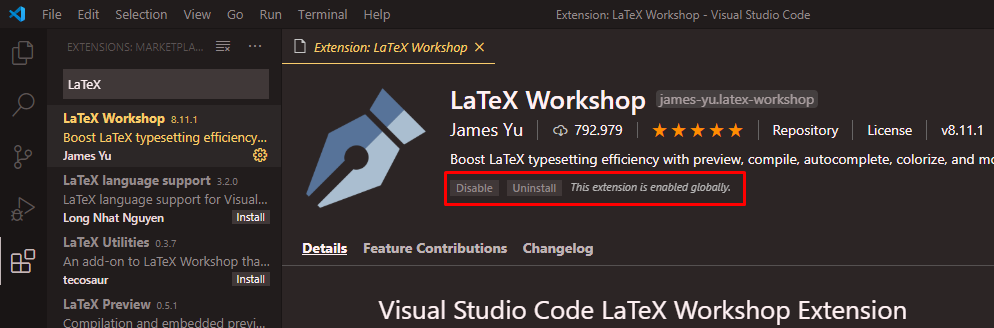 File Edit Selection View Go Run Terminal Help Extension: LaTeX Workshop - Visual Studio Code
EXTENSIONS: MARKETPLA...
LaTeX
LaTeX Workshop 8.11.1
Boost LaTeX typesetting efficiency...
James Yu
LaTeX language support 3.2.0
LaTeX language support for Visual...
Long Nhat Nguyen Install
LaTeX Utilities 0.3.7
An add-on to LaTeX Workshop tha...
tecosaur Install
LaTeX Preview 0.5.1
Compilation and embedded previ...
Extension: LaTeX Workshop
LaTeX Workshop james-yu.latex-workshop
James Yu 792.979 Repository License v8.11.1
Boost LaTeX typesetting efficiency with preview, compile, autocomplete, colorize, and mo
Disable Uninstall This extension is enabled globally.
Details Feature Contributions Changelog
Visual Studio Code LaTeX Workshop Extension